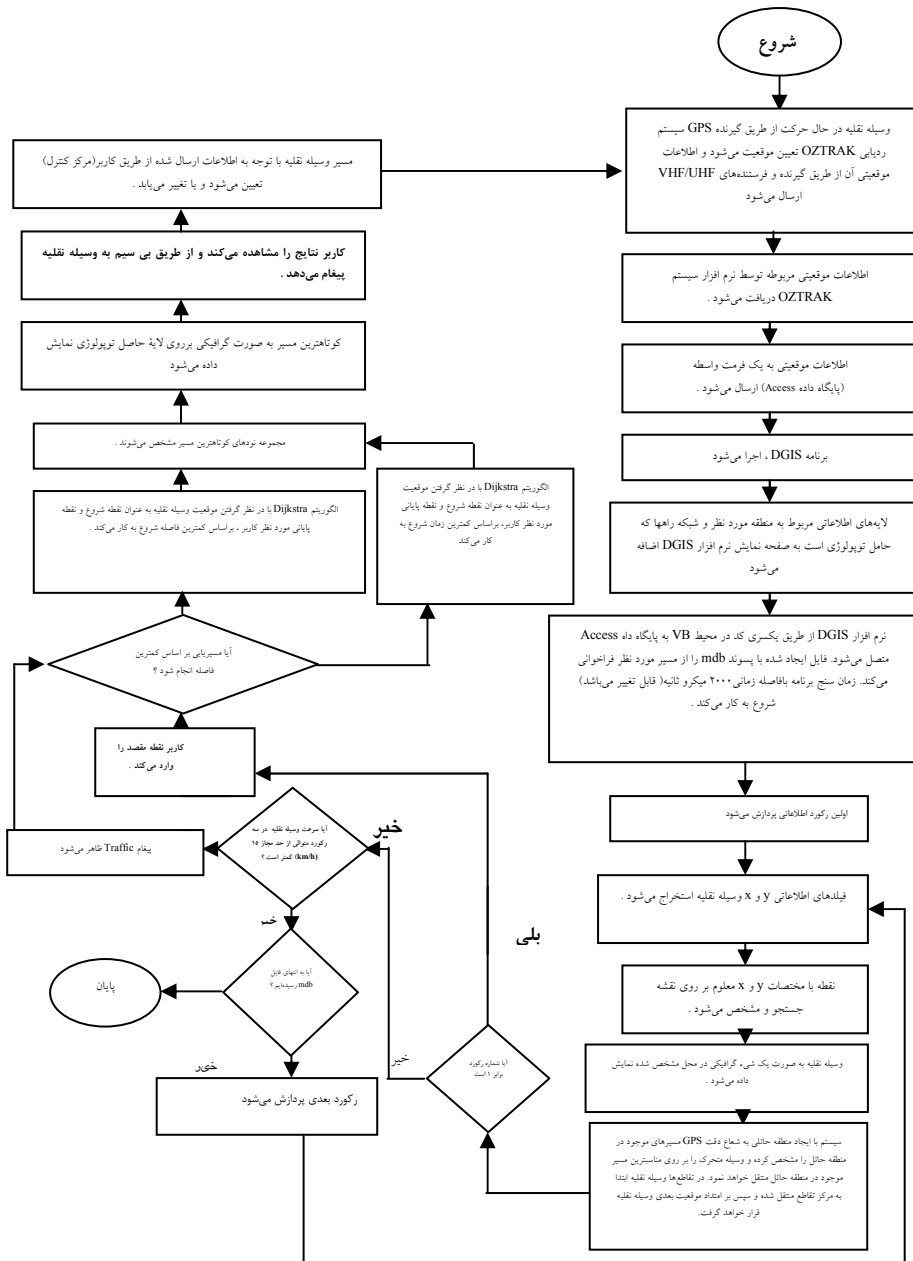 شروع
وسیله نقلیه در حال حرکت از طریق گیرنده GPS سیستم
ردیابی OZTRAK تعیین موقعیت می‌شود و اطلاعات
موقعیتی آن از طریق گیرنده و فرستنده‌های VHF/UHF
ارسال می‌شود
اطلاعات موقعیتی مربوطه توسط نرم افزار سیستم
OZTRAK دریافت می‌شود .
اطلاعات موقعیتی به یک فرمت واسطه
(پایگاه داده Access) ارسال می‌شود .
برنامه DGIS ، اجرا می‌شود
لایه‌های اطلاعاتی مربوط به منطقه مورد نظر و شبکه راهها که
حامل توپولوژی است به صفحه نمایش نرم افزار DGIS اضافه
می‌شود
نرم افزار DGIS از طریق یکسری کد در محیط VB به پایگاه داه Access
متصل می‌شود. فایل ایجاد شده با پسوند mdb را از مسیر مورد نظر فراخوانی
می‌کند. زمان سنج برنامه بافاصله زمانی۲۰۰۰ میکرو ثانیه( قابل تغییر می‌باشد)
شروع به کار می‌کند .
اولین رکورد اطلاعاتی پردازش می‌شود
فیلدهای اطلاعاتی y و x وسیله نقلیه استخراج می‌شود .
نقطه با مختصات y و x معلوم بر روی نقشه
جستجو و مشخص می‌شود .
وسیله نقلیه به صورت یک شیء گرافیکی در محل مشخص شده نمایش
داده می‌شود .
سیستم با ایجاد منطقه حائلی به شعاع دقت GPS مسیرهای موجود در
منطقه حائل را مشخص کرده و وسیله متحرک را بر روی مناسبترین مسیر
موجود در منطقه حائل منتقل خواهد نمود. در تقاطع‌ها وسیله نقلیه ابتدا
به مرکز تقاطع منتقل شده و سپس بر امتداد موقعیت بعدی وسیله نقلیه
قرار خواهد گرفت.
آیا شماره رکورد
برابر ۱ است
بلی
خیر
کاربر نقطه مقصد را
وارد می‌کند .
آیا سرعت وسیله نقلیه در سه
رکورد متوالی از حد مجاز ۱۵
(km/h) کمتر است ؟
خیر
پیغام Traffic ظاهر می‌شود
خیر
آیا به انتهای فایل
mdb رسیده‌ایم ؟
پایان
خیر
رکورد بعدی پردازش می‌شود
آیا مسیریابی بر اساس کمترین
فاصله انجام شود ؟
الگوریتم Dijkstra با در نظر گرفتن موقعیت وسیله نقلیه به عنوان نقطه شروع و نقطه
پایانی مورد نظر کاربر ، براساس کمترین فاصله شروع به کار می‌کند .
الگوریتم Dijkstra با در نظر گرفتن موقعیت
وسیله نقلیه به عنوان نقطه شروع و نقطه پایانی
مورد نظر کاربر، براساس کمترین زمان شروع به
کار می‌کند
مجموعه نودهای کوتاهترین مسیر مشخص می‌شوند .
کوتاهترین مسیر به صورت گرافیکی برروی لایهٔ حاصل توپولوژی نمایش
داده می‌شود
کاربر نتایج را مشاهده می‌کند و از طریق بی سیم به وسیله نقلیه
پیغام می‌دهد .
مسیر وسیله نقلیه با توجه به اطلاعات ارسال شده از طریق کاربر(مرکز کنترل)
تعیین می‌شود و یا تغییر می‌یابد .